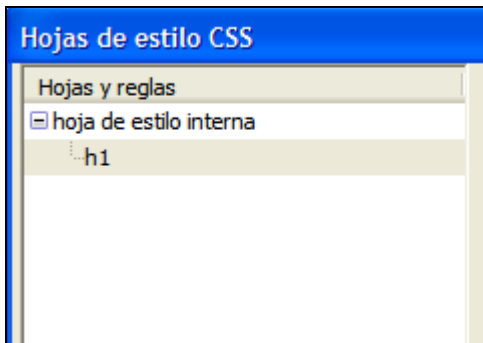 Hojas de estilo CSS
Hojas y reglas
hoja de estilo interna
h1